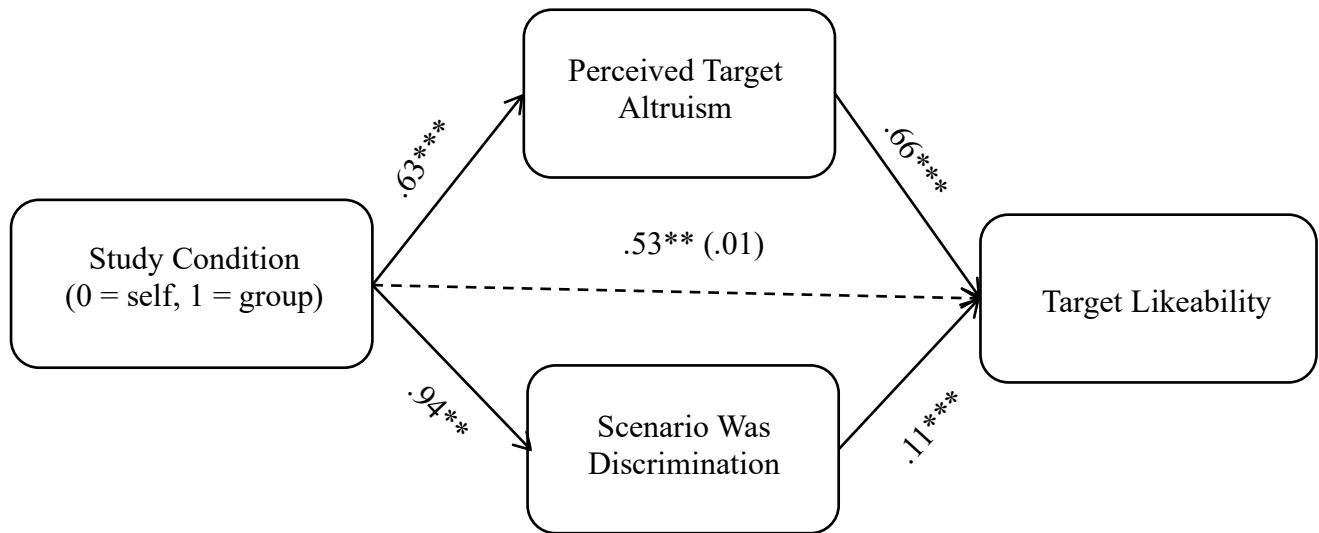 Perceived Target
Altruism
.63***
.66***
.53** (.01)
Study Condition
(0 = self, 1 = group)
Target Likeability
.94**
.11***
Scenario Was
Discrimination